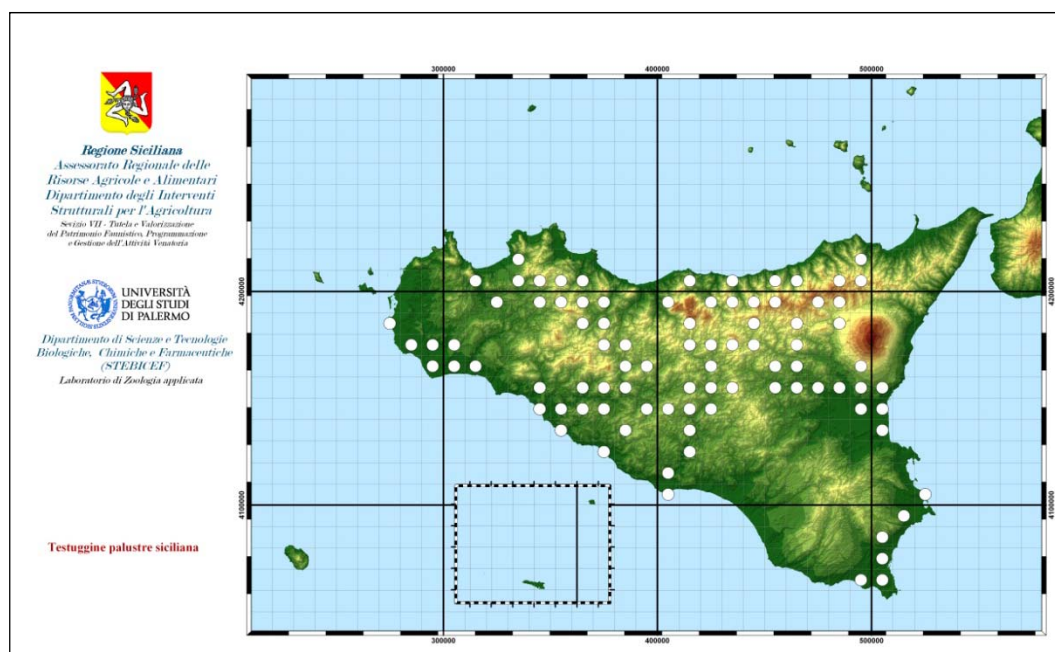 Regione Siciliana
Assessorato Regionale delle
Risorse Agricole e Alimentari
Dipartimento degli Interventi
Strutturali per l'Agricoltura
Sevizio VII - Tutela e Valorizzazione
del Patrimonio Faunistico, Programmazione
e Gestione dell'Attività Venatoria
UNIVERSITÀ
DEGLI STUDI
DI PALERMO
Dipartimento di Scienze e Tecnologie
Biologiche, Chimiche e Farmaceutiche
(STEBICEF)
Laboratorio di Zoologia applicata
Testuggine palustre siciliana
300000
400000
500000
4200000
4200000
4100000
4100000
300000
400000
500000